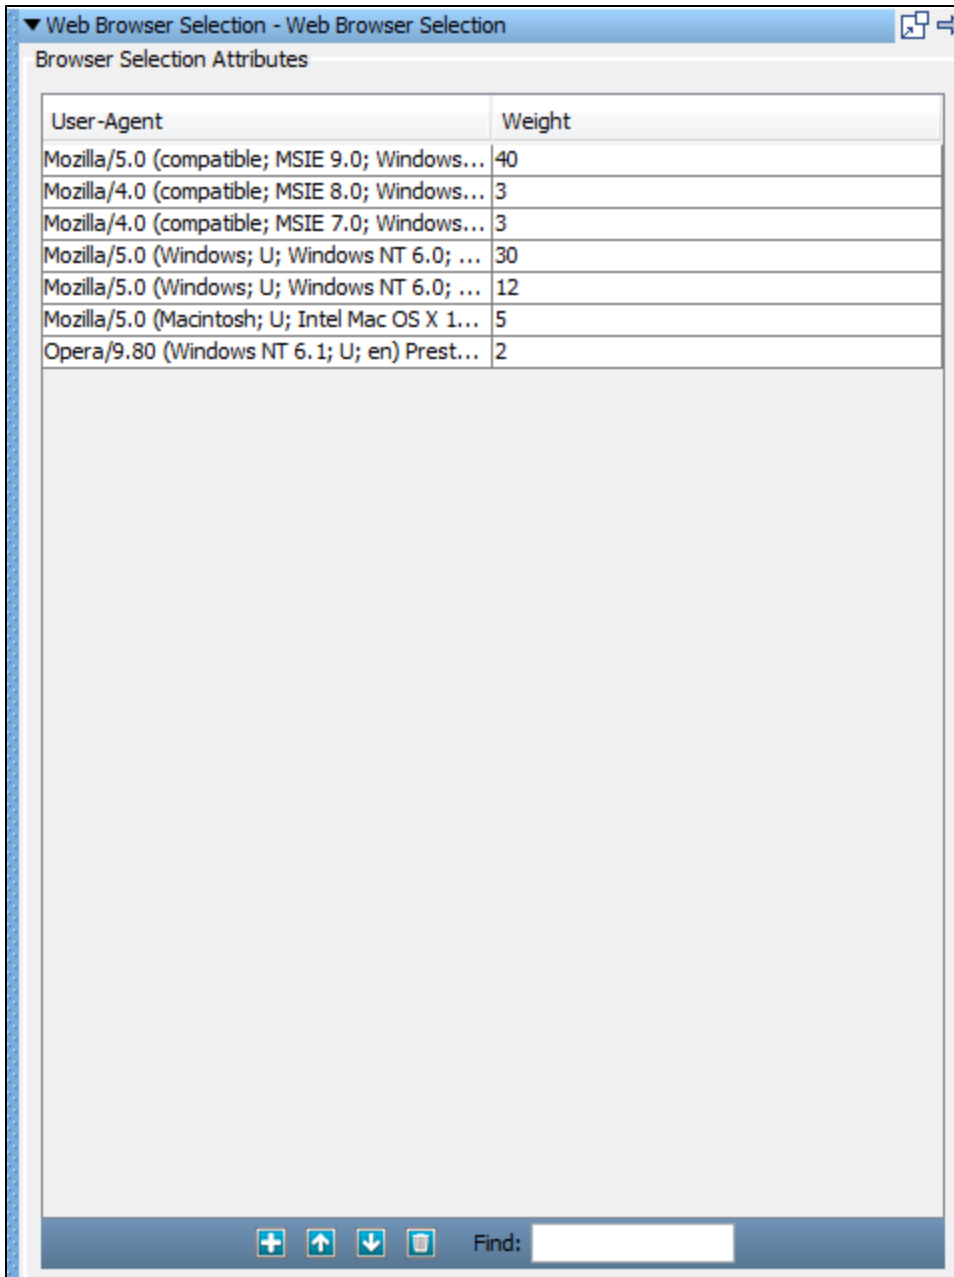 Web Browser Selection - Web Browser Selection
Browser Selection Attributes
User-Agent Weight
Mozilla/5.0 (compatible; MSIE 9.0; Windows... 40
Mozilla/4.0 (compatible; MSIE 8.0; Windows... 3
Mozilla/4.0 (compatible; MSIE 7.0; Windows... 3
Mozilla/5.0 (Windows; U; Windows NT 6.0; ... 30
Mozilla/5.0 (Windows; U; Windows NT 6.0; ... 12
Mozilla/5.0 (Macintosh; U; Intel Mac OS X 1... 5
Opera/9.80 (Windows NT 6.1; U; en) Prest... 2
Find: